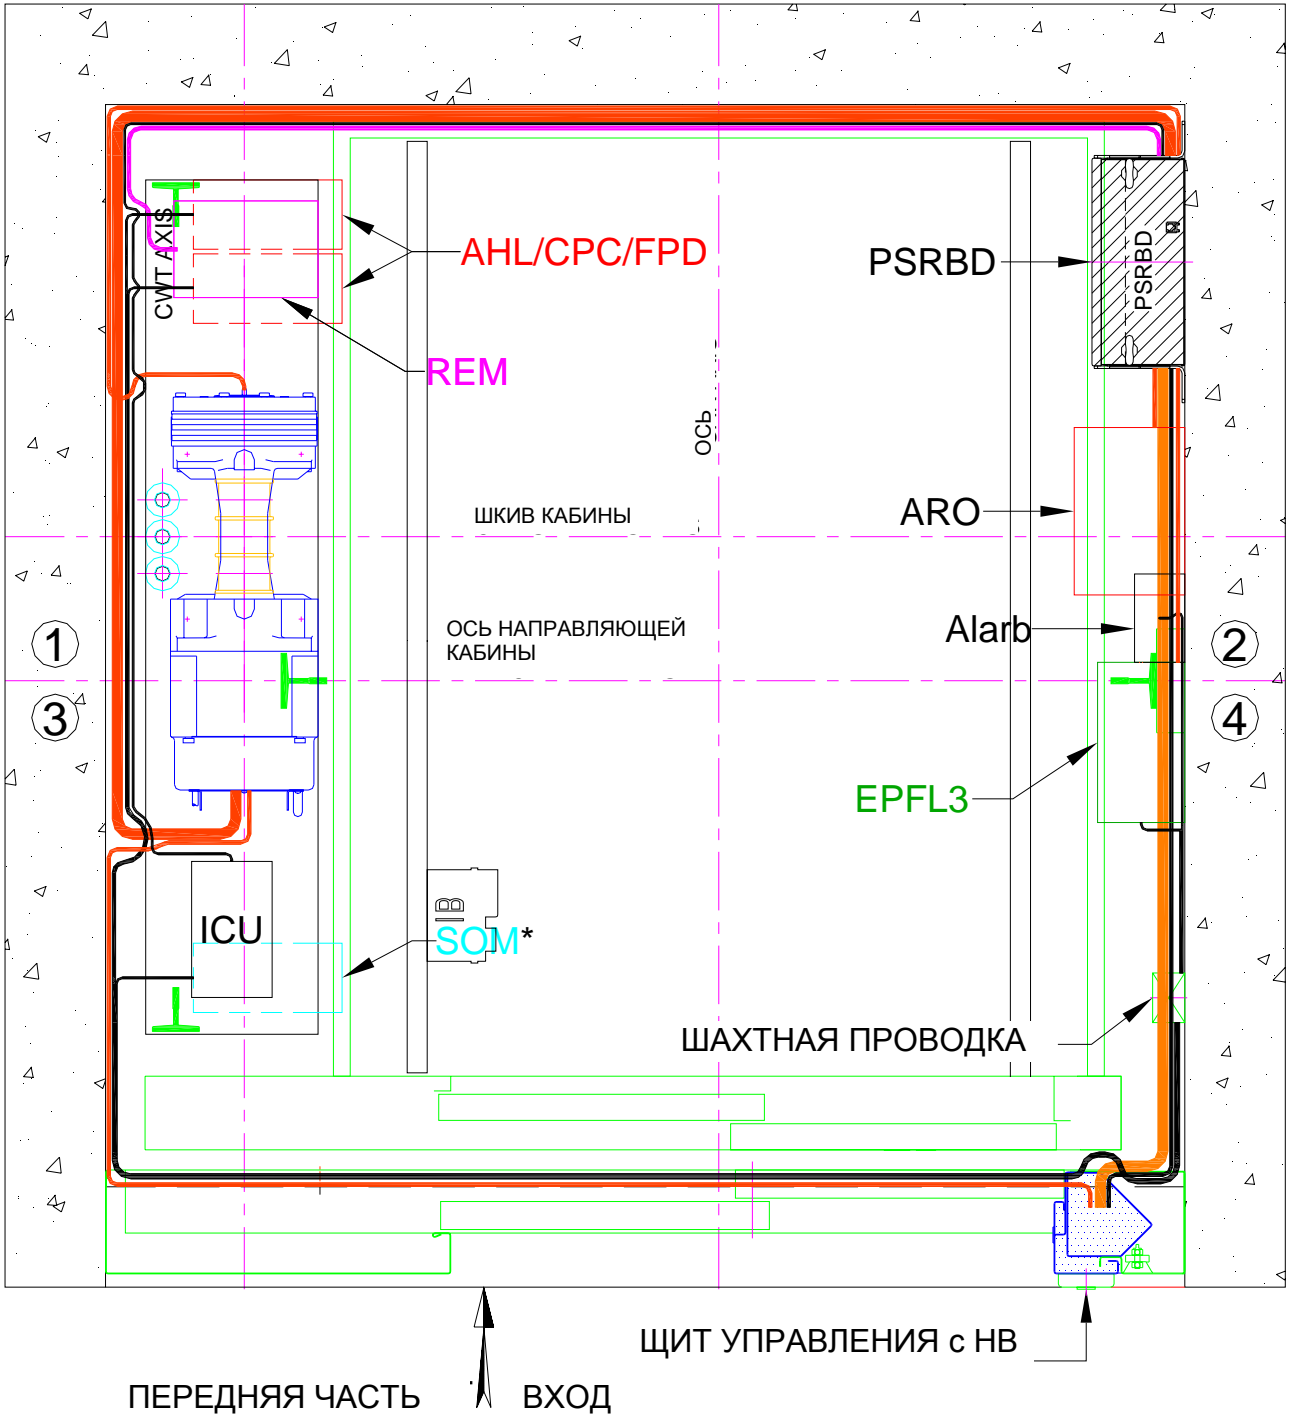 CWT AXIS
AHL/CPC/FPD
PSRBD
PSRBD
REM
ОСЬ
ARO
ШКИВ КАБИНЫ
Alarb
ОСЬ НАПРАВЛЯЮЩЕЙ
КАБИНЫ
1
2
3
4
EPFL3
ICU
IB
SOM*
ШАХТНАЯ ПРОВОДКА
ЩИТ УПРАВЛЕНИЯ с НВ
ПЕРЕДНЯЯ ЧАСТЬ
ВХОД